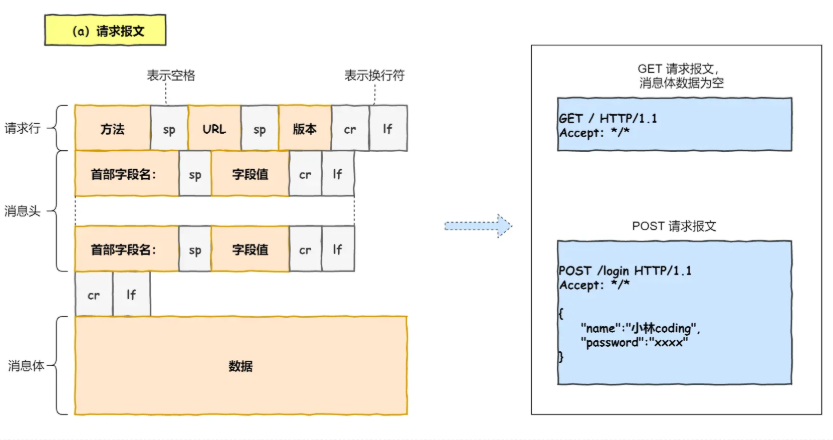 (a) 请求报文
表示空格
表示换行符
请求行
方法 sp URL sp 版本 cr lf
消息头
首部字段名: sp 字段值 cr lf
首部字段名: sp 字段值 cr lf
cr lf
消息体
数据
GET 请求报文,
消息体数据为空
GET / HTTP/1.1
Accept: */*
POST 请求报文
POST /login HTTP/1.1
Accept: */*
{
"name":"小林coding",
"password":"xxxx"
}